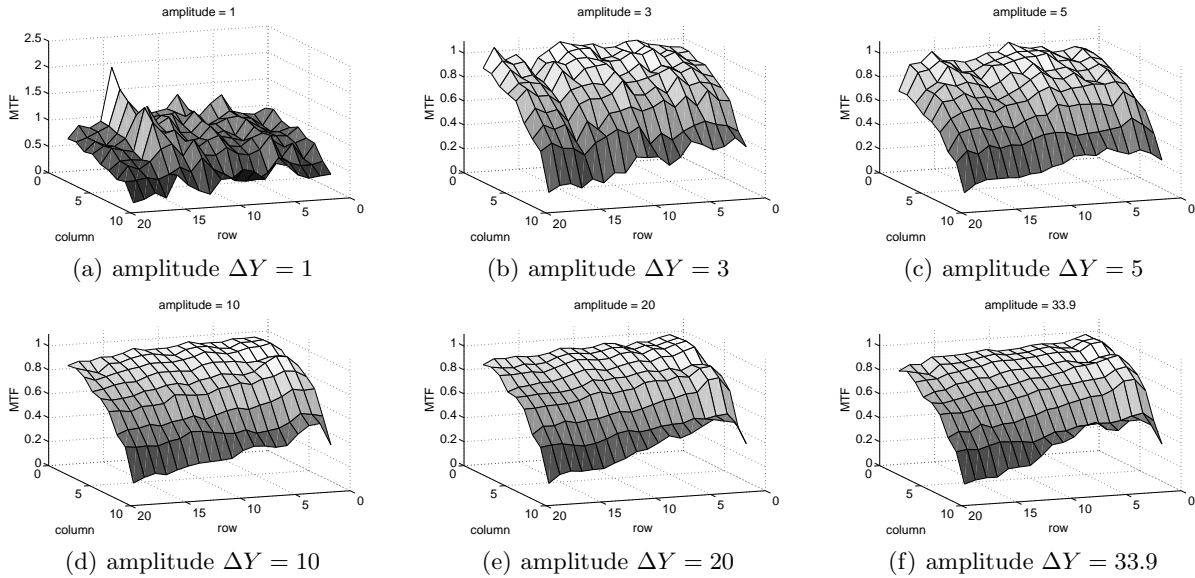 amplitude = 1
2.5
2
1.5
1
0.5
0
MTF
0
5
10
column
20
15
10
5
0
row
(a) amplitude ΔY = 1
amplitude = 3
1
0.8
0.6
0.4
0.2
0
MTF
0
5
10
column
20
15
10
5
0
row
(b) amplitude ΔY = 3
amplitude = 5
1
0.8
0.6
0.4
0.2
0
MTF
0
5
10
column
20
15
10
5
0
row
(c) amplitude ΔY = 5
amplitude = 10
1
0.8
0.6
0.4
0.2
0
MTF
0
5
10
column
20
15
10
5
0
row
(d) amplitude ΔY = 10
amplitude = 20
1
0.8
0.6
0.4
0.2
0
MTF
0
5
10
column
20
15
10
5
0
row
(e) amplitude ΔY = 20
amplitude = 33.9
1
0.8
0.6
0.4
0.2
0
MTF
0
5
10
column
20
15
10
5
0
row
(f) amplitude ΔY = 33.9